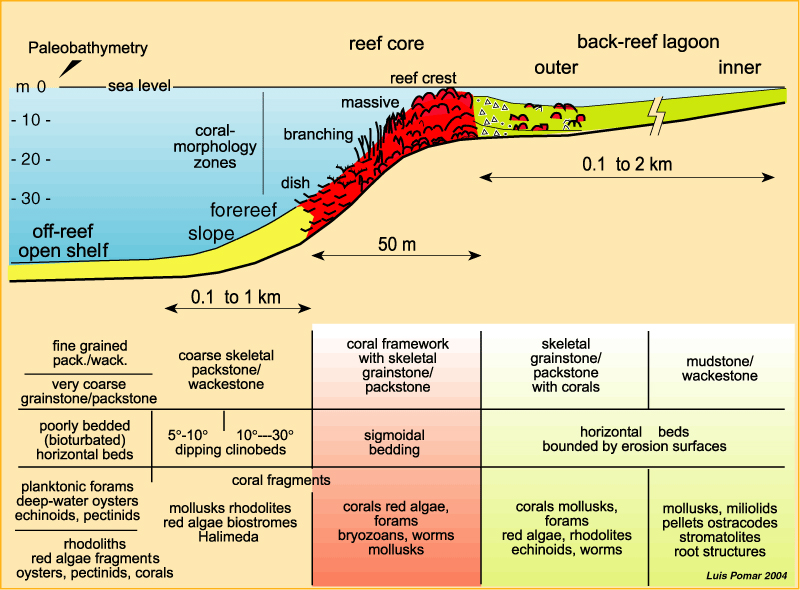 Paleobathymetry
reef core
back-reef lagoon
outer
inner
m 0
sea level
reef crest
massive
- 10 -
coral-
morphology
zones
branching
- 20 -
dish
- 30 -
forereef
slope
off-reef
open shelf
0.1 to 2 km
50 m
0.1 to 1 km
fine grained
pack./wack.
very coarse
grainstone/packstone
coarse skeletal
packstone/
wackestone
coral framework
with skeletal
grainstone/
packstone
skeletal
grainstone/
packstone
with corals
mudstone/
wackestone
poorly bedded
(bioturbated)
horizontal beds
5°-10°
10°---30°
dipping clinobeds
sigmoidal
bedding
horizontal beds
bounded by erosion surfaces
planktonic forams
deep-water oysters
echinoids, pectinids
rhodoliths
red algae fragments
oysters, pectinids, corals
coral fragments
mollusks rhodolites
red algae biostromes
Halimeda
corals red algae,
forams
bryozoans, worms
mollusks
corals mollusks,
forams
red algae, rhodolites
echinoids, worms
mollusks, miliolids
pellets ostracodes
stromatolites
root structures
Luis Pomar 2004